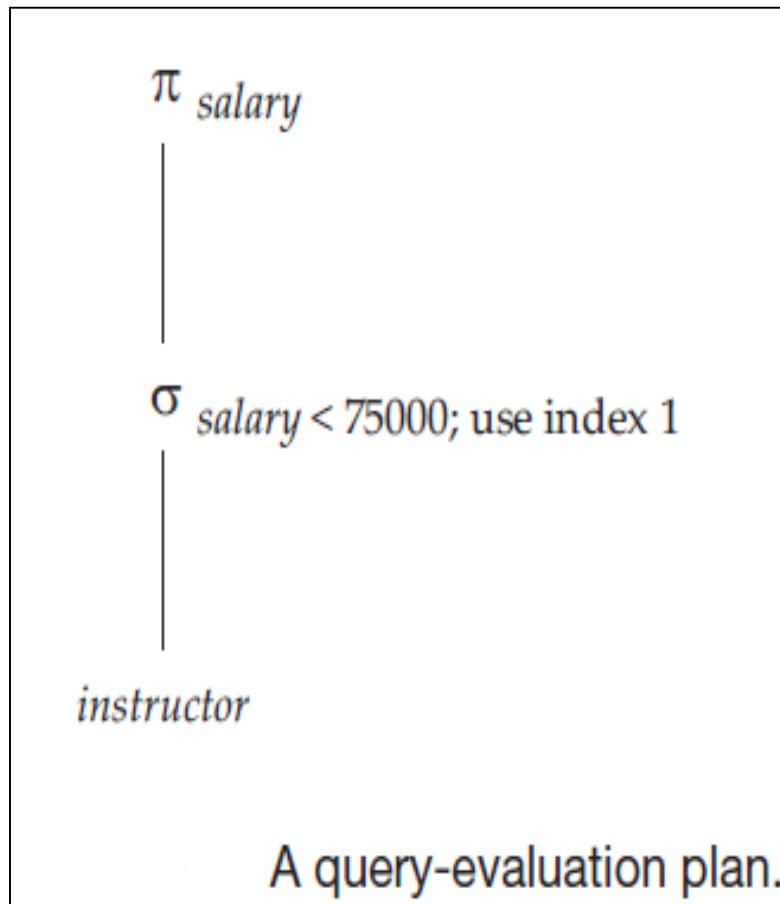 π salary
σ salary < 75000; use index 1
instructor
A query-evaluation plan.